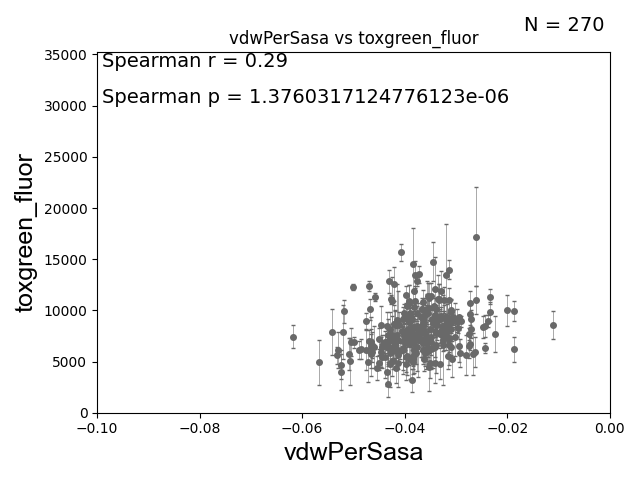 N = 270
vdwPerSasa vs toxgreen_fluor
Spearman r = 0.29
Spearman p = 1.3760317124776123e-06
35000
30000
25000
20000
15000
10000
5000
0
toxgreen_fluor
−0.10 −0.08 −0.06 −0.04 −0.02 0.00
vdwPerSasa